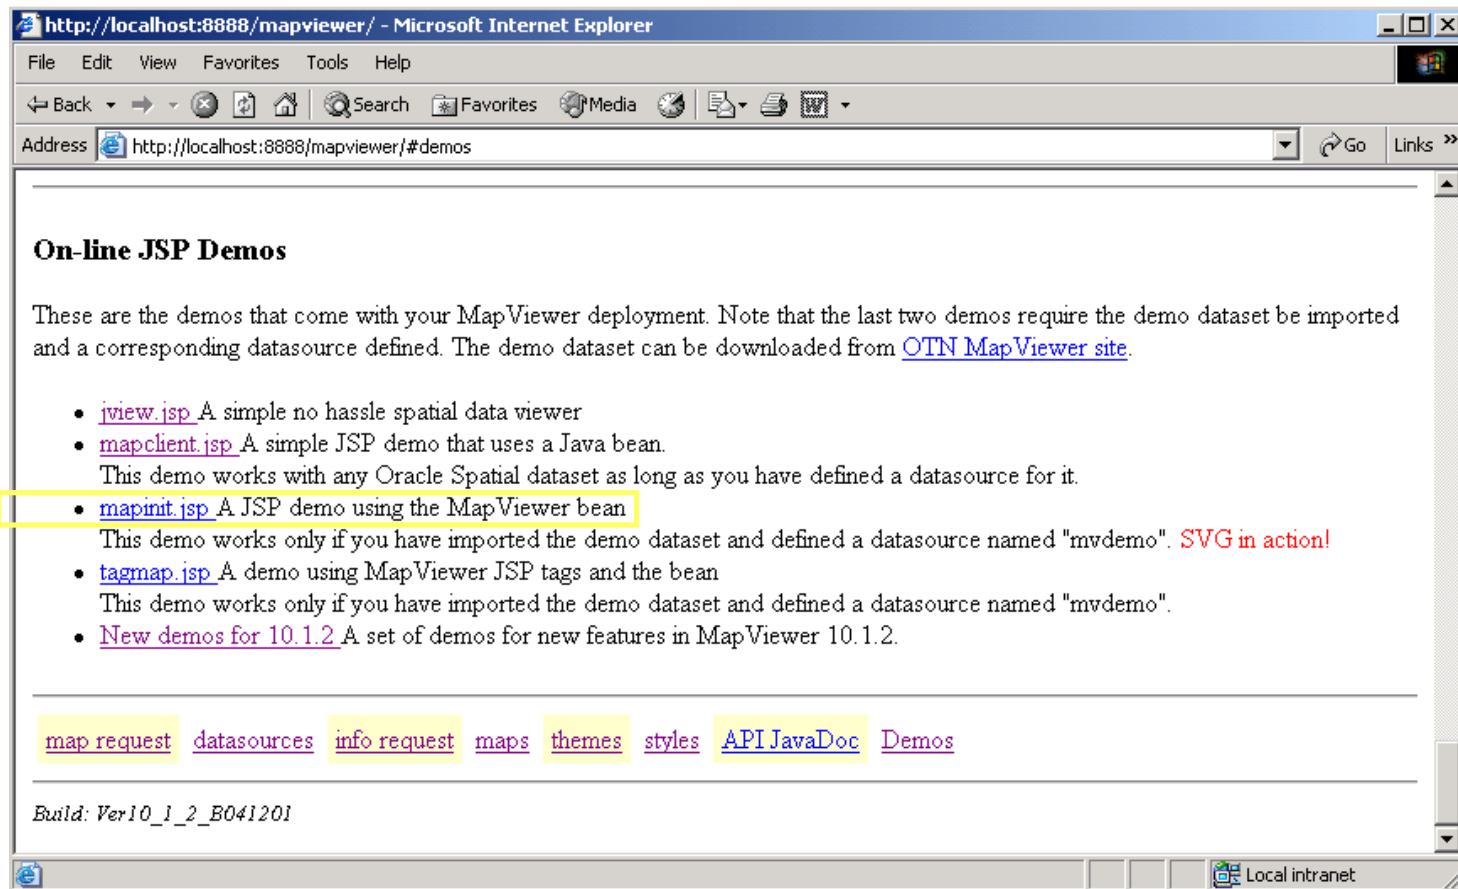 http://localhost:8888/mapviewer/ - Microsoft Internet Explorer
File Edit View Favorites Tools Help
Back Search Favorites Media
Address http://localhost:8888/mapviewer/#demos Go Links »
On-line JSP Demos
These are the demos that come with your MapViewer deployment. Note that the last two demos require the demo dataset be imported
and a corresponding datasource defined. The demo dataset can be downloaded from OTN MapViewer site.
• jview.jsp A simple no hassle spatial data viewer
• mapclient.jsp A simple JSP demo that uses a Java bean.
This demo works with any Oracle Spatial dataset as long as you have defined a datasource for it.
• mapinit.jsp A JSP demo using the MapViewer bean
This demo works only if you have imported the demo dataset and defined a datasource named "mvdemo". SVG in action!
• tagmap.jsp A demo using MapViewer JSP tags and the bean
This demo works only if you have imported the demo dataset and defined a datasource named "mvdemo".
• New demos for 10.1.2 A set of demos for new features in MapViewer 10.1.2.
map request datasources info request maps themes styles API JavaDoc Demos
Build: Ver10_1_2_B041201
Local intranet